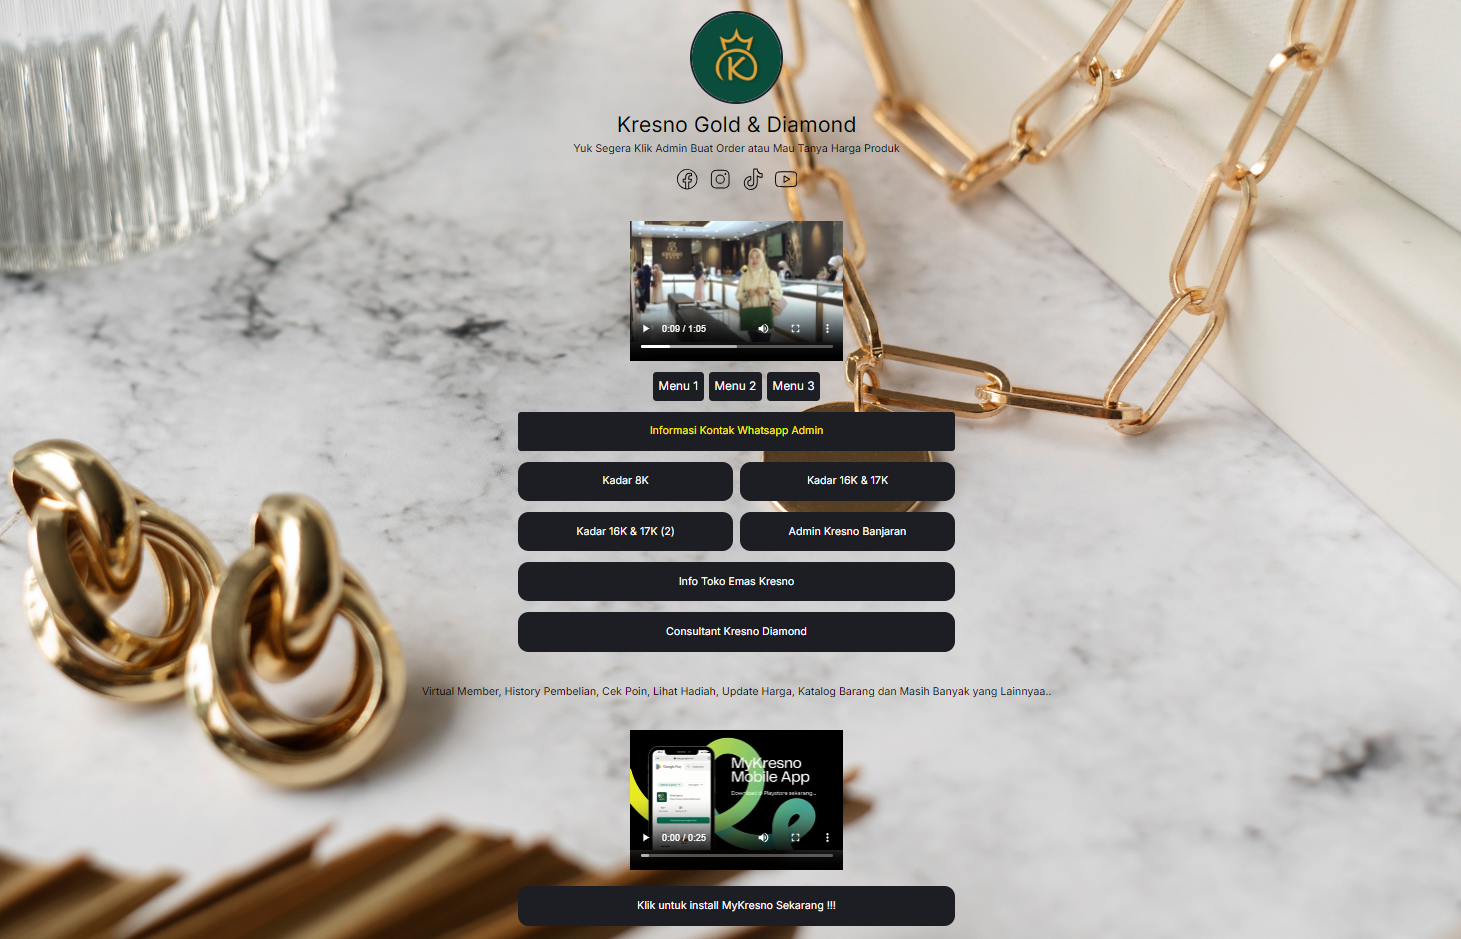 K
Kresno Gold & Diamond
Yuk Segera Klik Admin Buat Order atau Mau Tanya Harga Produk
KRESNO
0:09 / 1:05
Menu 1 Menu 2 Menu 3
Informasi Kontak Whatsapp Admin
Kadar 8K Kadar 16K & 17K
Kadar 16K & 17K (2) Admin Kresno Banjaran
Info Toko Emas Kresno
Consultant Kresno Diamond
Virtual Member, History Pembelian, Cek Poin, Lihat Hadiah, Update Harga, Katalog Barang dan Masih Banyak yang Lainnyaa..
Google Play
MyKresno
Mobile App
Download di Playstore sekarang...
0:00 / 0:25
Klik untuk install MyKresno Sekarang !!!